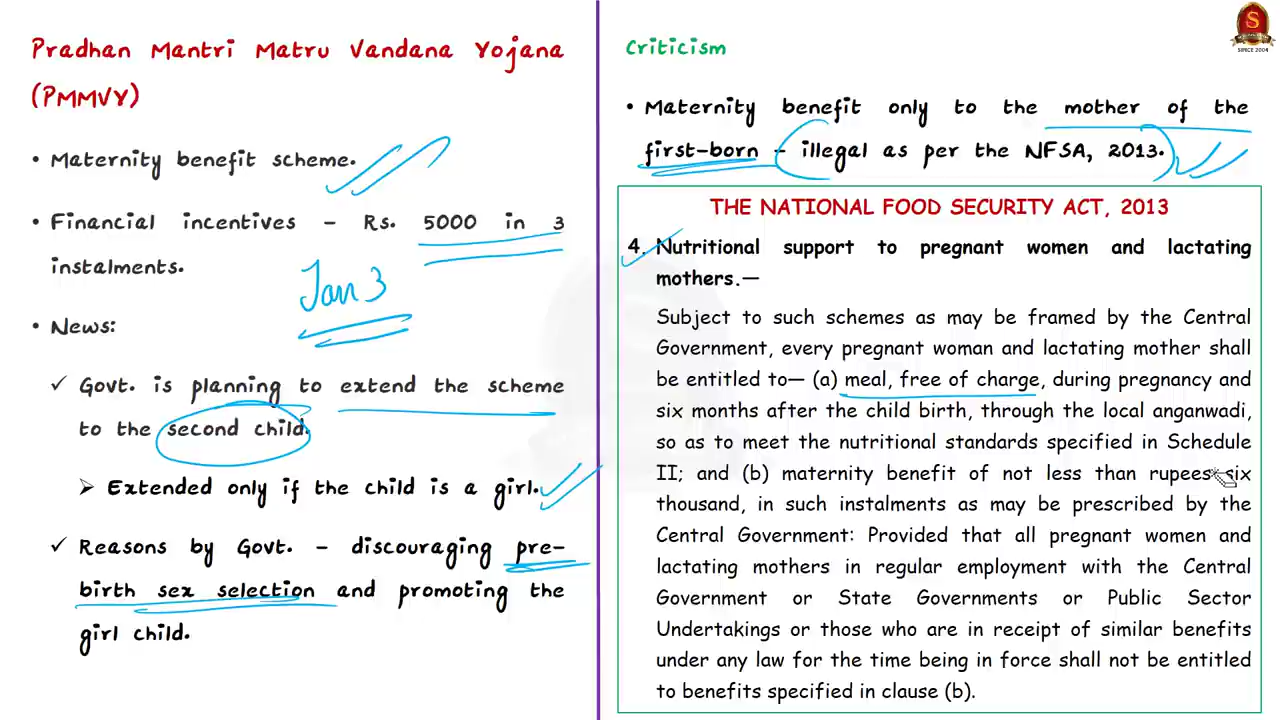 Pradhan Mantri Matru Vandana Yojana
(PMMVY)
• Maternity benefit scheme.
• Financial incentives – Rs. 5000 in 3
instalments.
Jan 3
• News:
✓ Govt. is planning to extend the scheme
to the second child.
➢ Extended only if the child is a girl.
✓ Reasons by Govt. – discouraging pre-
birth sex selection and promoting the
girl child.
Criticism
• Maternity benefit only to the mother of the
first-born – illegal as per the NFSA, 2013.
THE NATIONAL FOOD SECURITY ACT, 2013
4. Nutritional support to pregnant women and lactating
mothers.—
Subject to such schemes as may be framed by the Central
Government, every pregnant woman and lactating mother shall
be entitled to— (a) meal, free of charge, during pregnancy and
six months after the child birth, through the local anganwadi,
so as to meet the nutritional standards specified in Schedule
II; and (b) maternity benefit of not less than rupees six
thousand, in such instalments as may be prescribed by the
Central Government: Provided that all pregnant women and
lactating mothers in regular employment with the Central
Government or State Governments or Public Sector
Undertakings or those who are in receipt of similar benefits
under any law for the time being in force shall not be entitled
to benefits specified in clause (b).
S
SINCE 2004